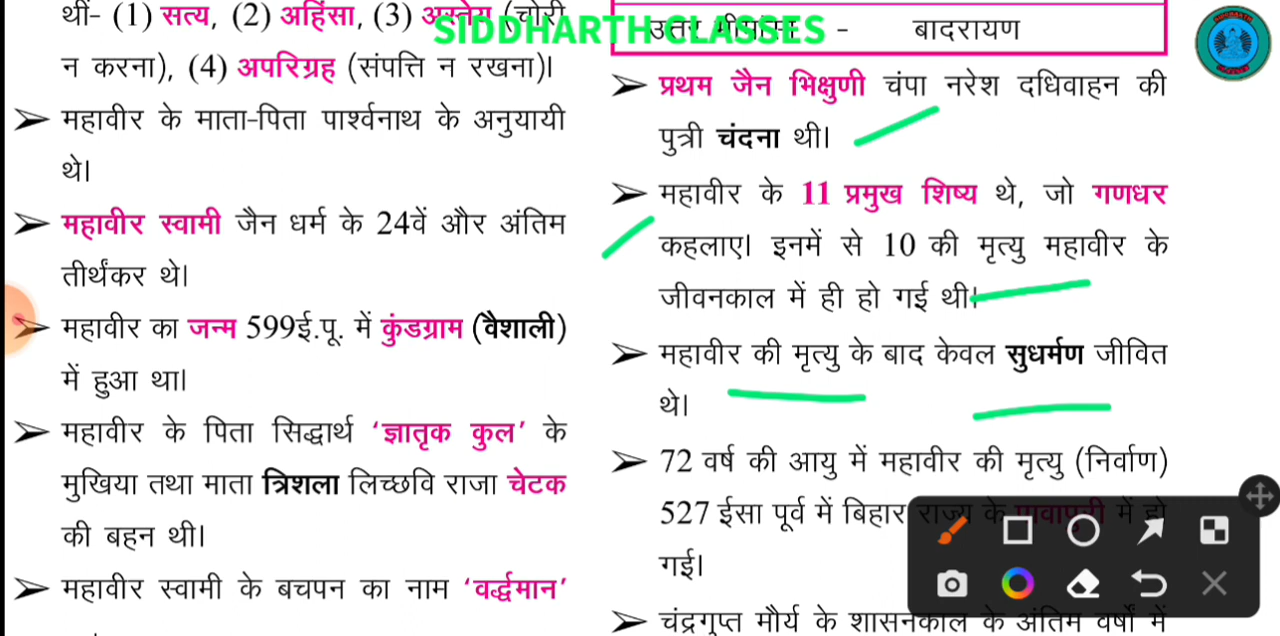 थीं- (1) सत्य, (2) अहिंसा, (3) अस्तेय (चोरी
न करना), (4) अपरिग्रह (संपत्ति न रखना)।
➢ महावीर के माता-पिता पार्श्वनाथ के अनुयायी
थे।
➢ महावीर स्वामी जैन धर्म के 24वें और अंतिम
तीर्थंकर थे।
➢ महावीर का जन्म 599ई.पू. में कुंडग्राम (वैशाली)
में हुआ था।
➢ महावीर के पिता सिद्धार्थ ‘ज्ञातृक कुल’ के
मुखिया तथा माता त्रिशला लिच्छवि राजा चेटक
की बहन थी।
➢ महावीर स्वामी के बचपन का नाम ‘वर्द्धमान’
SIDDHARTH CLASSES
उत्तर मीमांसा - बादरायण
➢ प्रथम जैन भिक्षुणी चंपा नरेश दधिवाहन की
पुत्री चंदना थी।
➢ महावीर के 11 प्रमुख शिष्य थे, जो गणधर
कहलाए। इनमें से 10 की मृत्यु महावीर के
जीवनकाल में ही हो गई थी।
➢ महावीर की मृत्यु के बाद केवल सुधर्मण जीवित
थे।
➢ 72 वर्ष की आयु में महावीर की मृत्यु (निर्वाण)
527 ईसा पूर्व में बिहार राज्य के पावापुरी में हो
गई।
➢ चंद्रगुप्त मौर्य के शासनकाल के अंतिम वर्षों में